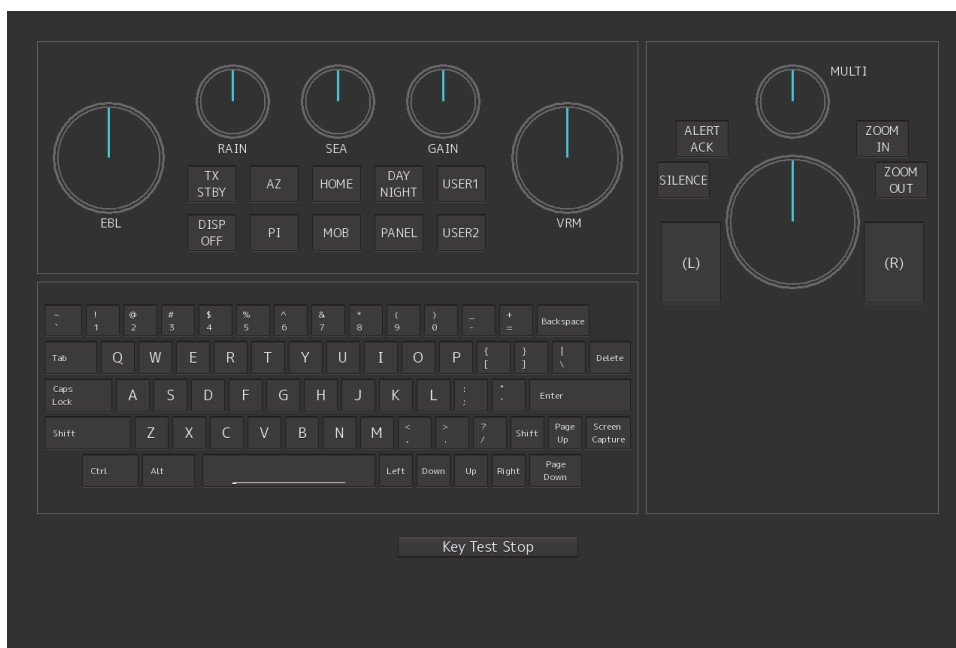 MULTI
RAIN SEA GAIN
ALERT
ACK
ZOOM
IN
TX
STBY
AZ
HOME
DAY
NIGHT
USER1
SILENCE
ZOOM
OUT
EBL
VRM
DISP
OFF
PI
MOB
PANEL
USER2
(L)
(R)
~ ! @ # $ % ^ & * ( ) _ +
` 1 2 3 4 5 6 7 8 9 0 - = Backspace
Tab Q W E R T Y U I O P { } | Delete
[ ] \
Caps
Lock
A S D F G H J K L : " Enter
; '
Shift Z X C V B N M < > ? Shift
, . /
Page
Up
Screen
Capture
Ctrl Alt Left Down Up Right
Page
Down
Key Test Stop